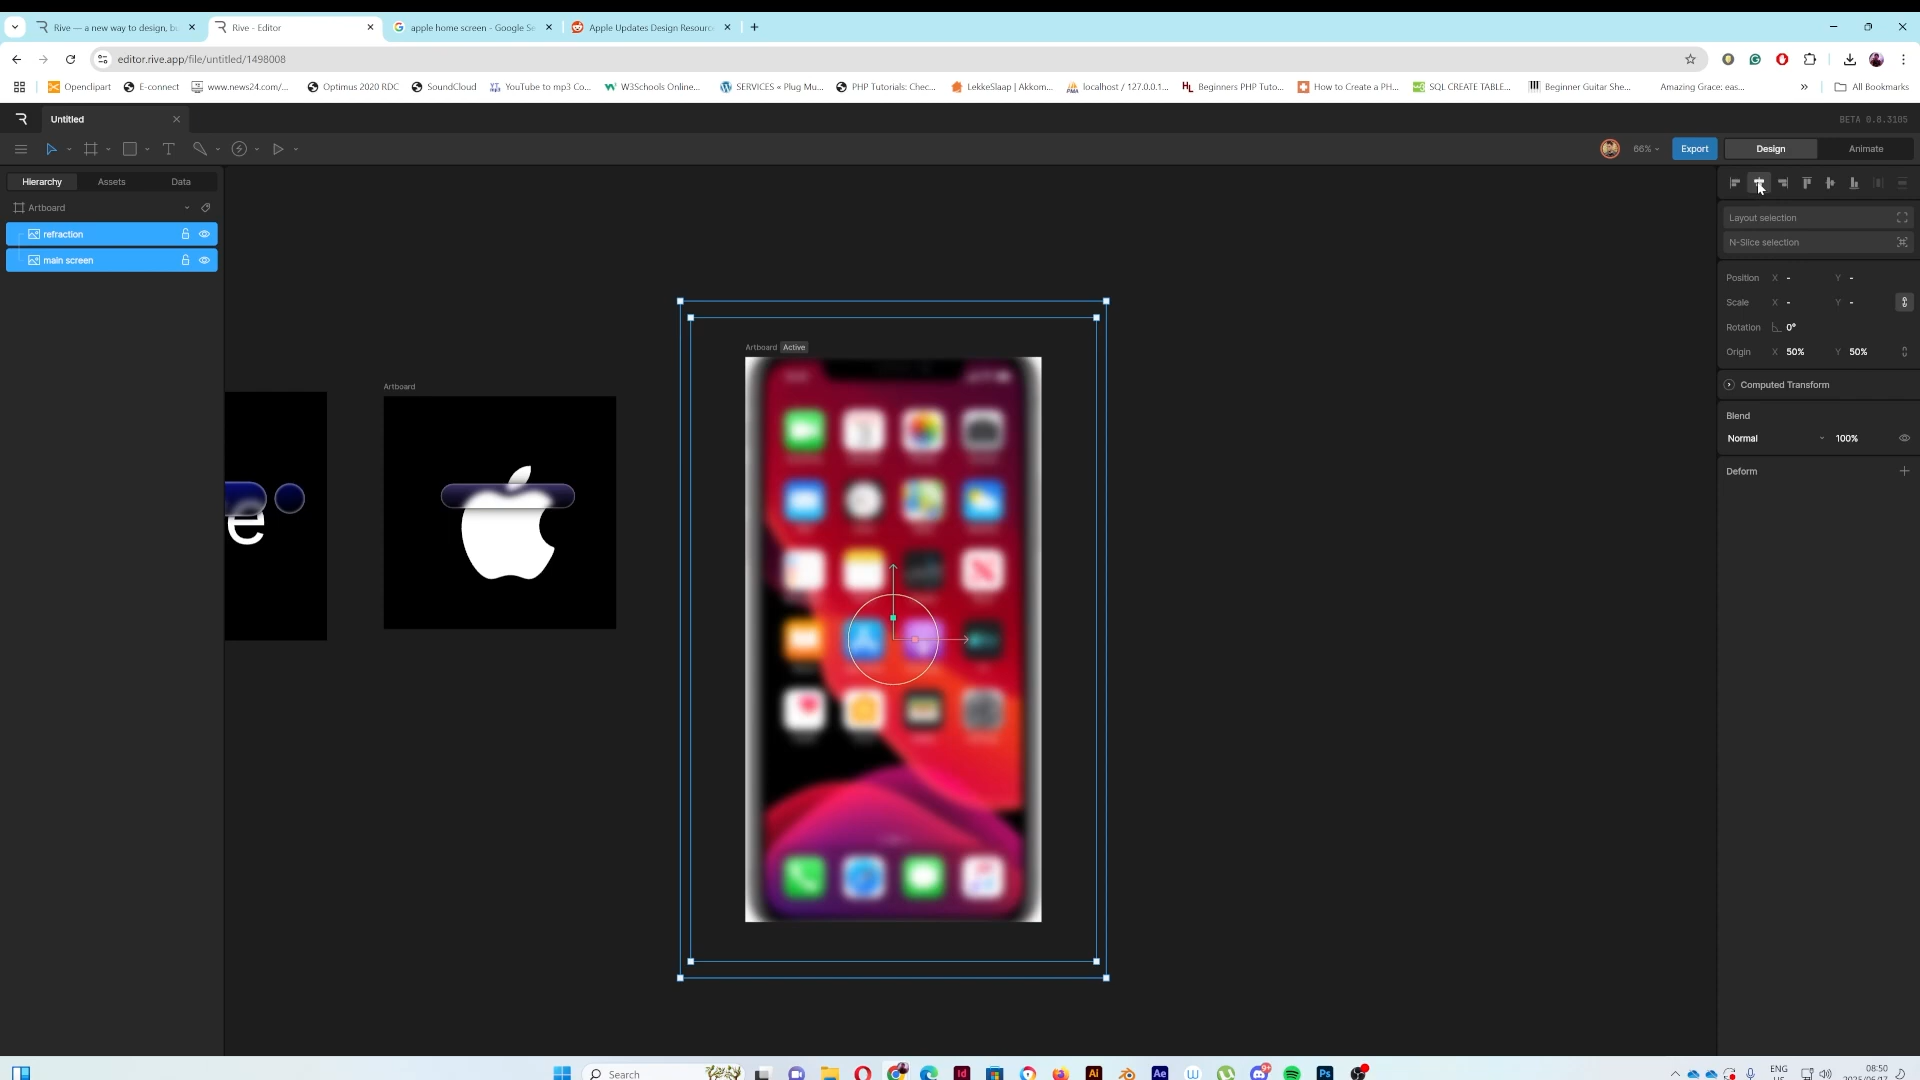 Rive — a new way to design, bu
Rive - Editor
apple home screen - Google Se
Apple Updates Design Resource
editor.rive.app/file/untitled/1498008
Openclipart
E-connect
www.news24.com/...
Optimus 2020 RDC
SoundCloud
YouTube to mp3 Co...
W3Schools Online...
SERVICES « Plug Mu...
PHP Tutorials: Chec...
LekkeSlaap | Akkom...
localhost / 127.0.0.1...
Beginners PHP Tuto...
How to Create a PH...
SQL CREATE TABLE...
Beginner Guitar She...
Amazing Grace: eas...
All Bookmarks
Untitled
BETA 0.8.3105
66%
Export
Design
Animate
Hierarchy
Assets
Data
Artboard
refraction
main screen
Artboard
e
Artboard Active
Layout selection
N-Slice selection
Position X - Y -
Scale X - Y -
Rotation 0°
Origin X 50% Y 50%
Computed Transform
Blend
Normal 100%
Deform
Search
ENG
08:50